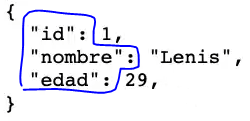 {
"id": 1,
"nombre": "Lenis",
"edad": 29,
}